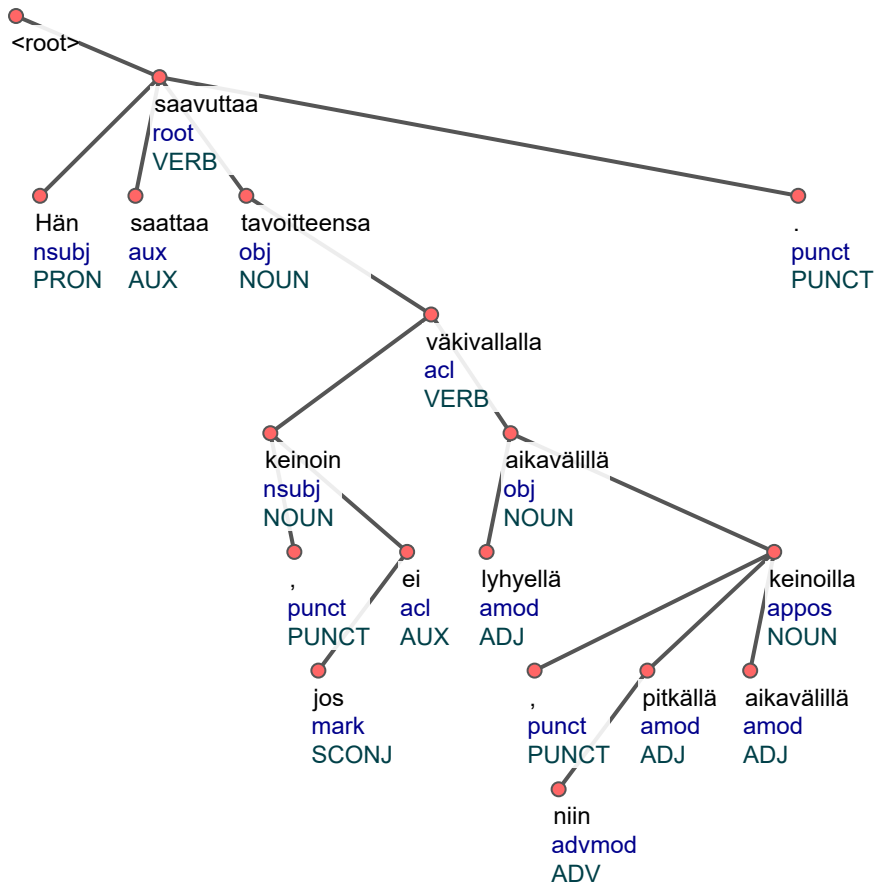 <root>
saavuttaa
root
VERB
Hän
nsubj
PRON
saattaa
aux
AUX
tavoitteensa
obj
NOUN
.
punct
PUNCT
väkivallalla
acl
VERB
keinoin
nsubj
NOUN
aikavälillä
obj
NOUN
,
punct
PUNCT
ei
acl
AUX
lyhyellä
amod
ADJ
keinoilla
appos
NOUN
jos
mark
SCONJ
,
punct
PUNCT
pitkällä
amod
ADJ
aikavälillä
amod
ADJ
niin
advmod
ADV